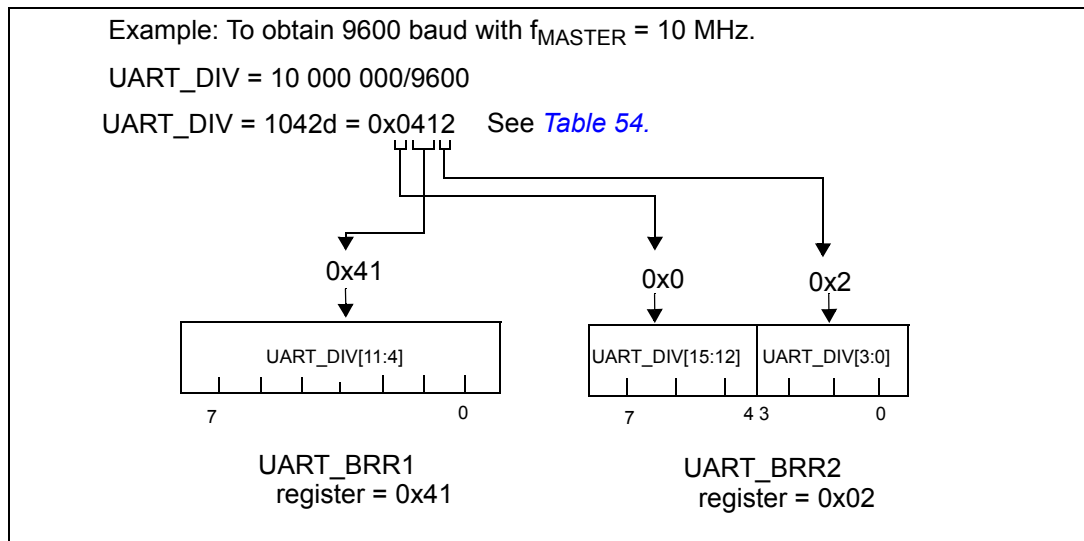 Example: To obtain 9600 baud with fMASTER = 10 MHz.
UART_DIV = 10 000 000/9600
UART_DIV = 1042d = 0x0412 See Table 54.
0x41 0x0 0x2
UART_DIV[11:4] UART_DIV[15:12] UART_DIV[3:0]
7 0 7 4 3 0
UART_BRR1 UART_BRR2
register = 0x41 register = 0x02